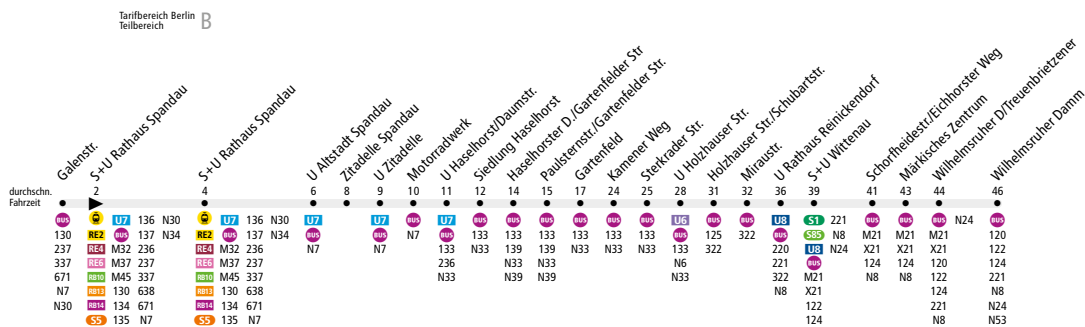 Tarifbereich Berlin
Teilbereich B
Galenstr.
S+U Rathaus Spandau
S+U Rathaus Spandau
U Altstadt Spandau
Zitadelle Spandau
U Zitadelle
Motorradwerk
U Haselhorst/Daumstr.
Siedlung Haselhorst
Haselhorster D./Gartenfelder Str
Paulsternstr./Gartenfelder Str.
Gartenfeld
Kamener Weg
Sterkrader Str.
U Holzhauser Str.
Holzhauser Str/Schubartstr.
Miraustr.
U Rathaus Reinickendorf
S+U Wittenau
Schorfheidestr./Eichhorster Weg
Märkisches Zentrum
Wilhelmsruher D/Treuenbrietzener
Wilhelmsruher Damm
durchschn. 2 4 6 8 9 10 11 12 14 15 17 24 25 28 31 32 36 39 41 43 44 46
Fahrzeit
BUS U7 136 N30 U7 136 N30 U7 U7 BUS U7 BUS BUS BUS BUS BUS BUS U6 BUS BUS U8 S1 221 BUS BUS BUS N24 BUS
130 RE2 BUS 137 N34 RE2 BUS 137 N34 BUS BUS N7 BUS 133 133 133 133 133 133 BUS 125 322 BUS S85 N8 M21 M21 M21 120
237 RE4 M32 236 RE4 M32 236 N7 N7 133 N33 139 139 N33 N33 N33 133 322 220 U8 N24 X21 X21 X21 122
337 RE6 M37 237 RE6 M37 237 236 N33 N33 N6 221 BUS 124 124 120 124
671 RB10 M45 337 RB10 M45 337 N33 N39 N39 N33 322 M21 N8 N8 122 221
N7 RB13 130 638 RB13 130 638 N8 X21 124 N8
N30 RB14 134 671 RB14 134 671 122 221 N24
S5 135 N7 S5 135 N7 124 N8 N53